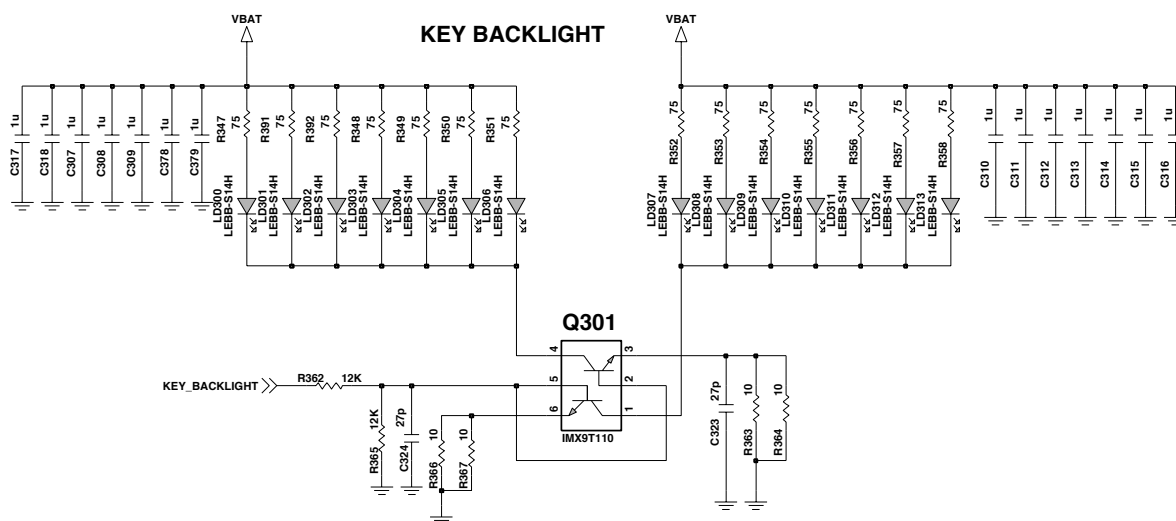 VBAT
KEY BACKLIGHT
VBAT
1u C317
1u C318
1u C307
1u C308
1u C309
1u C378
1u C379
R347 75
R391 75
R392 75
R348 75
R349 75
R350 75
R351 75
LD300 LEBB-S14H
LD301 LEBB-S14H
LD302 LEBB-S14H
LD303 LEBB-S14H
LD304 LEBB-S14H
LD305 LEBB-S14H
LD306 LEBB-S14H
R352 75
R353 75
R354 75
R355 75
R356 75
R357 75
R358 75
LD307 LEBB-S14H
LD308 LEBB-S14H
LD309 LEBB-S14H
LD310 LEBB-S14H
LD311 LEBB-S14H
LD312 LEBB-S14H
LD313 LEBB-S14H
1u C310
1u C311
1u C312
1u C313
1u C314
1u C315
1u C316
Q301
4 3
5 2
6 1
IMX9T110
KEY_BACKLIGHT
R362 12K
R365 12K
C324 27p
R366 10
R367 10
C323 27p
R363 10
R364 10